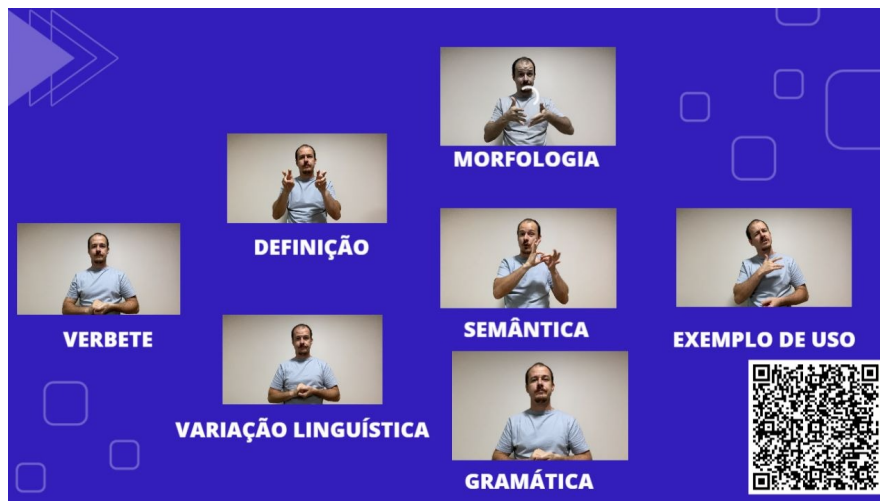 MORFOLOGIA
DEFINIÇÃO
VERBETE
SEMÂNTICA
EXEMPLO DE USO
VARIAÇÃO LINGUÍSTICA
GRAMÁTICA